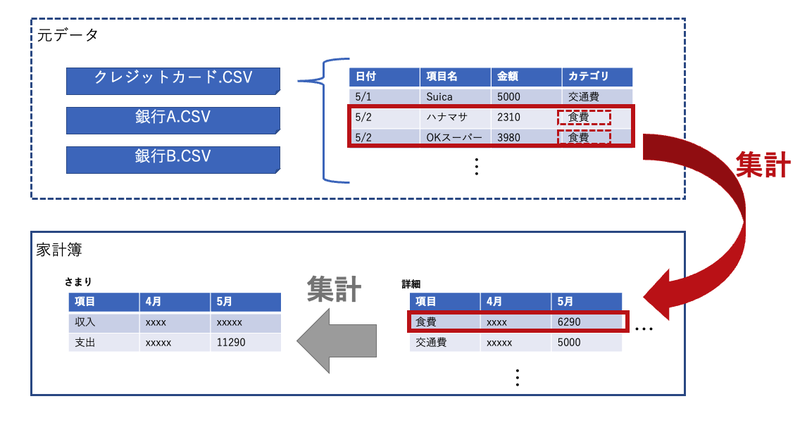 元データ
クレジットカード.CSV
銀行A.CSV
銀行B.CSV
日付 項目名 金額 カテゴリ
5/1 Suica 5000 交通費
5/2 ハナマサ 2310 食費
5/2 OKスーパー 3980 食費
⋮
集計
家計簿
さまり
項目 4月 5月
収入 xxxx xxxxx
支出 xxxxx 11290
集計
詳細
項目 4月 5月
食費 xxxx 6290
交通費 xxxxx 5000
…
⋮